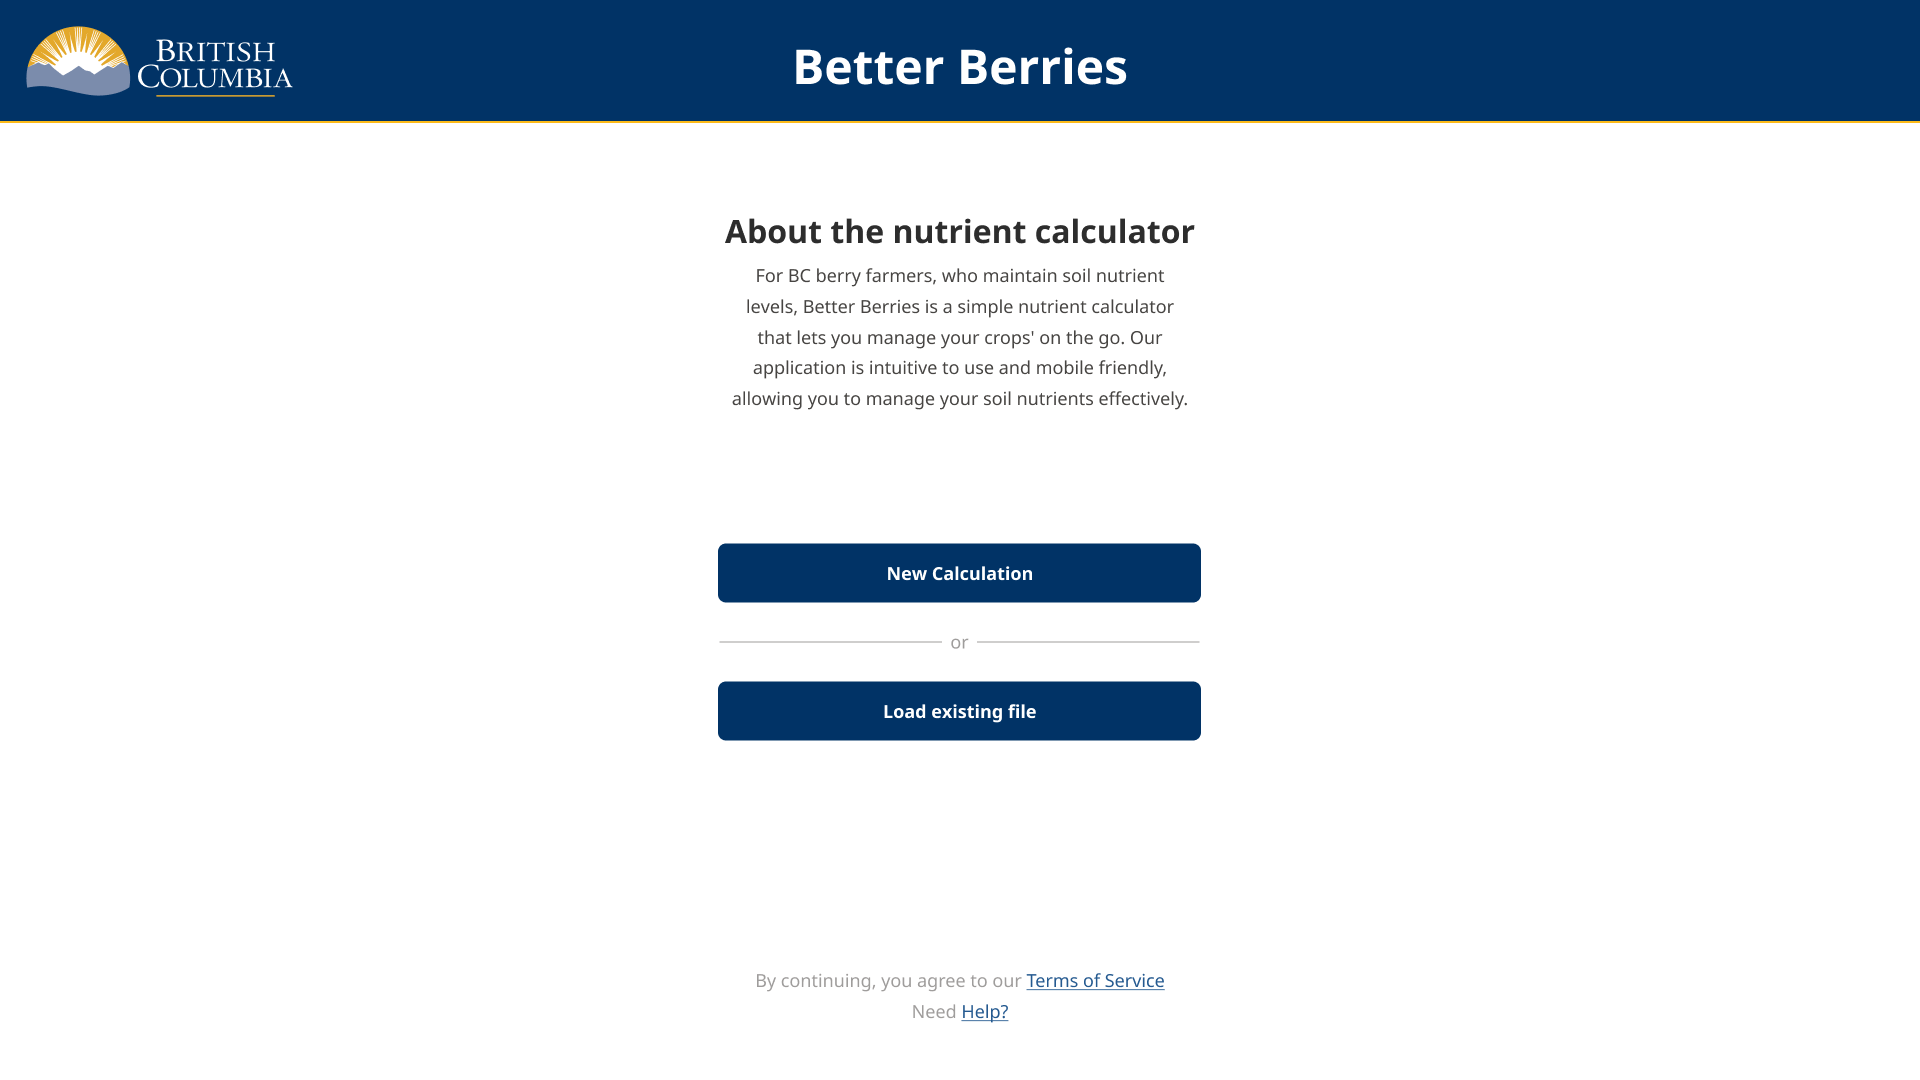 British
Columbia
Better Berries
About the nutrient calculator
For BC berry farmers, who maintain soil nutrient
levels, Better Berries is a simple nutrient calculator
that lets you manage your crops' on the go. Our
application is intuitive to use and mobile friendly,
allowing you to manage your soil nutrients effectively.
New Calculation
or
Load existing file
By continuing, you agree to our Terms of Service
Need Help?